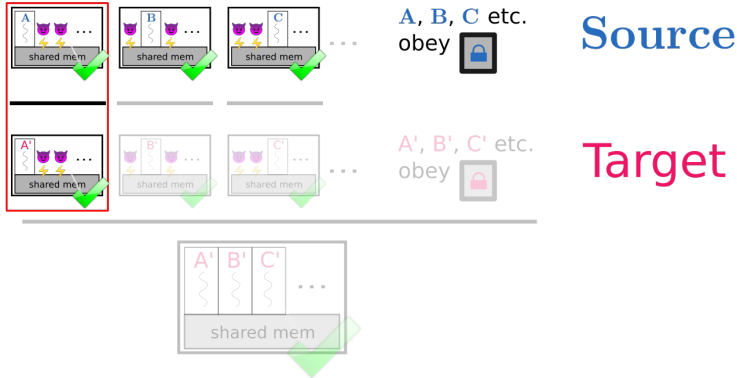 A B C A, B, C etc. Source
... ... ... ...
shared mem shared mem shared mem obey
A' B' C' A', B', C' etc. Target
... ... ... ...
shared mem shared mem shared mem obey
A' B' C'
...
shared mem